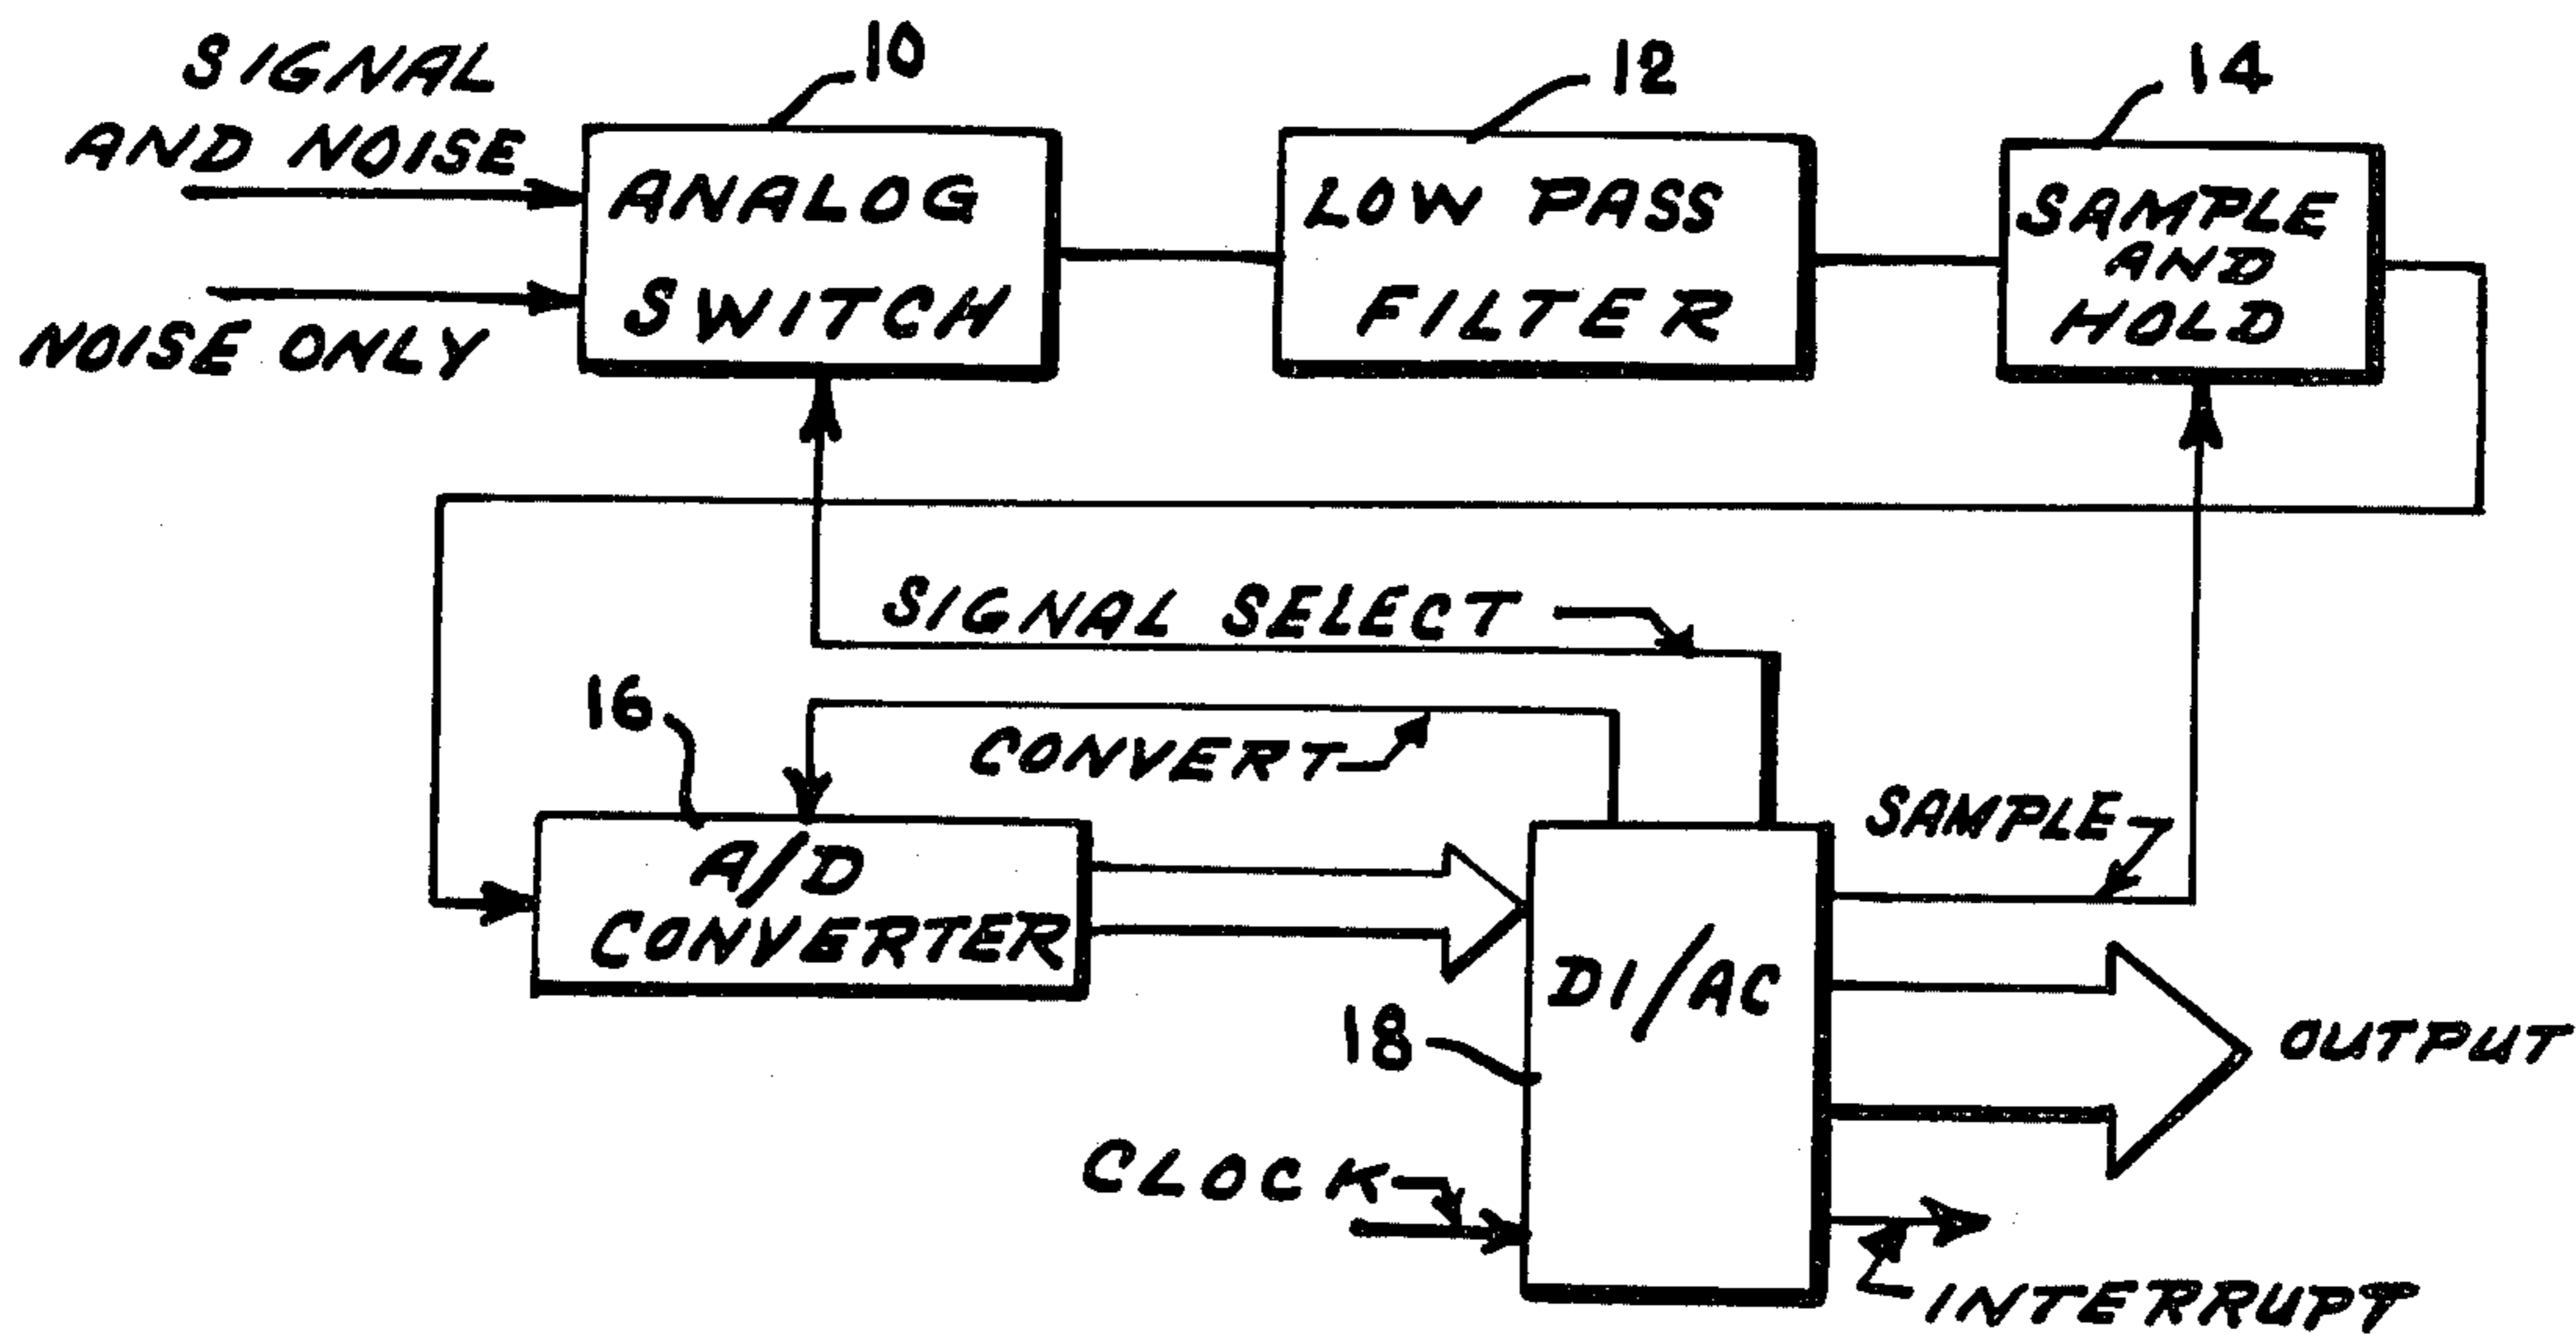 SIGNAL
AND NOISE
NOISE ONLY
10
ANALOG
SWITCH
12
LOW PASS
FILTER
14
SAMPLE
AND
HOLD
SIGNAL SELECT
CONVERT
16
A/D
CONVERTER
SAMPLE
DI/AC
18
OUTPUT
CLOCK
INTERRUPT